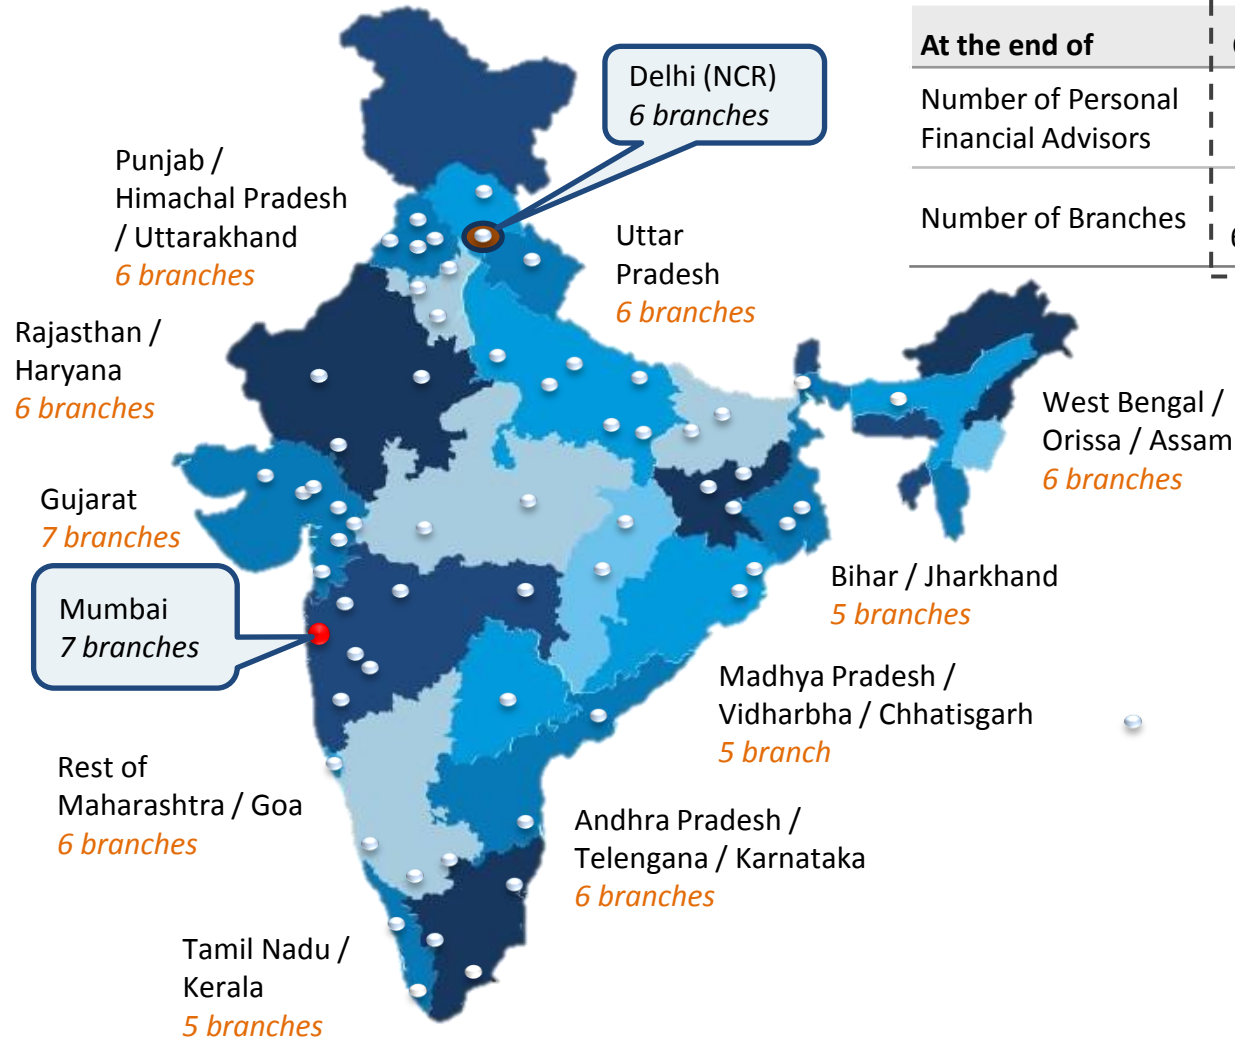 At the end of
Number of Personal
Financial Advisors
Number of Branches
Delhi (NCR)
6 branches
Punjab /
Himachal Pradesh
/ Uttarakhand
6 branches
Uttar
Pradesh
6 branches
Rajasthan /
Haryana
6 branches
West Bengal /
Orissa / Assam
6 branches
Gujarat
7 branches
Mumbai
7 branches
Bihar / Jharkhand
5 branches
Madhya Pradesh /
Vidharbha / Chhatisgarh
5 branch
Rest of
Maharashtra / Goa
6 branches
Andhra Pradesh /
Telengana / Karnataka
6 branches
Tamil Nadu /
Kerala
5 branches